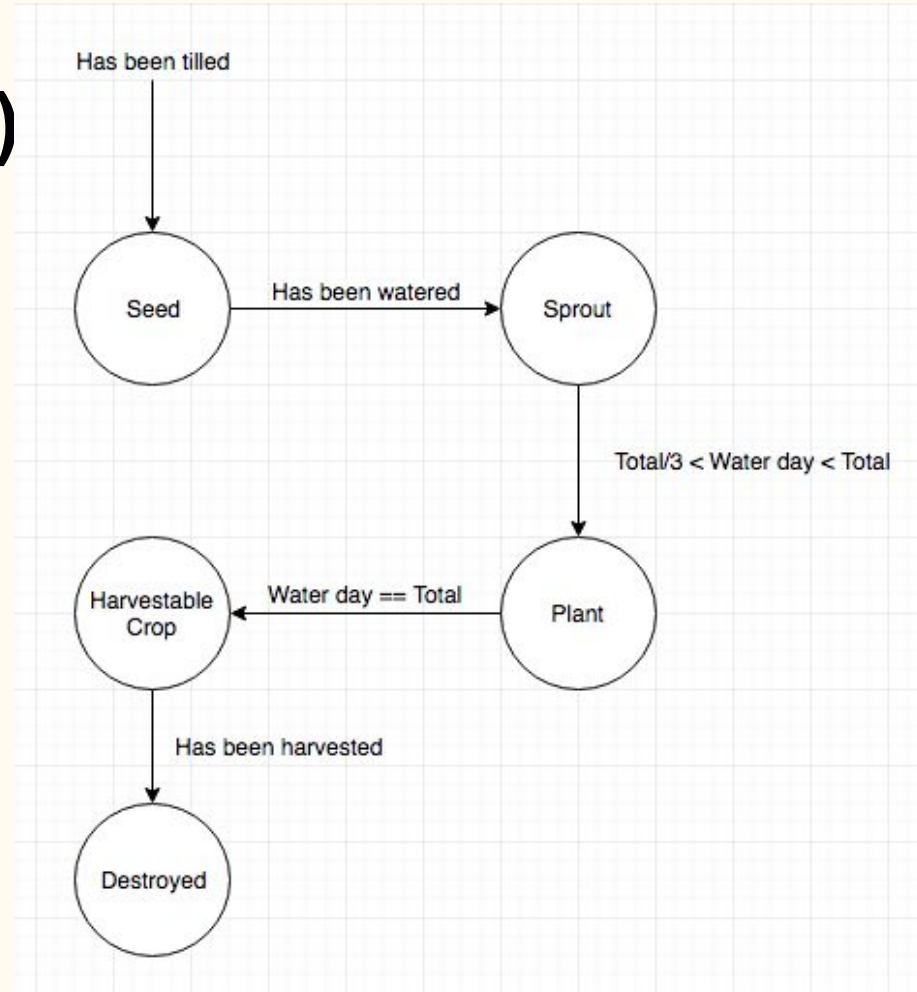 Has been tilled
)
Seed
Has been watered
Sprout
Total/3 < Water day < Total
Harvestable
Crop
Water day == Total
Plant
Has been harvested
Destroyed